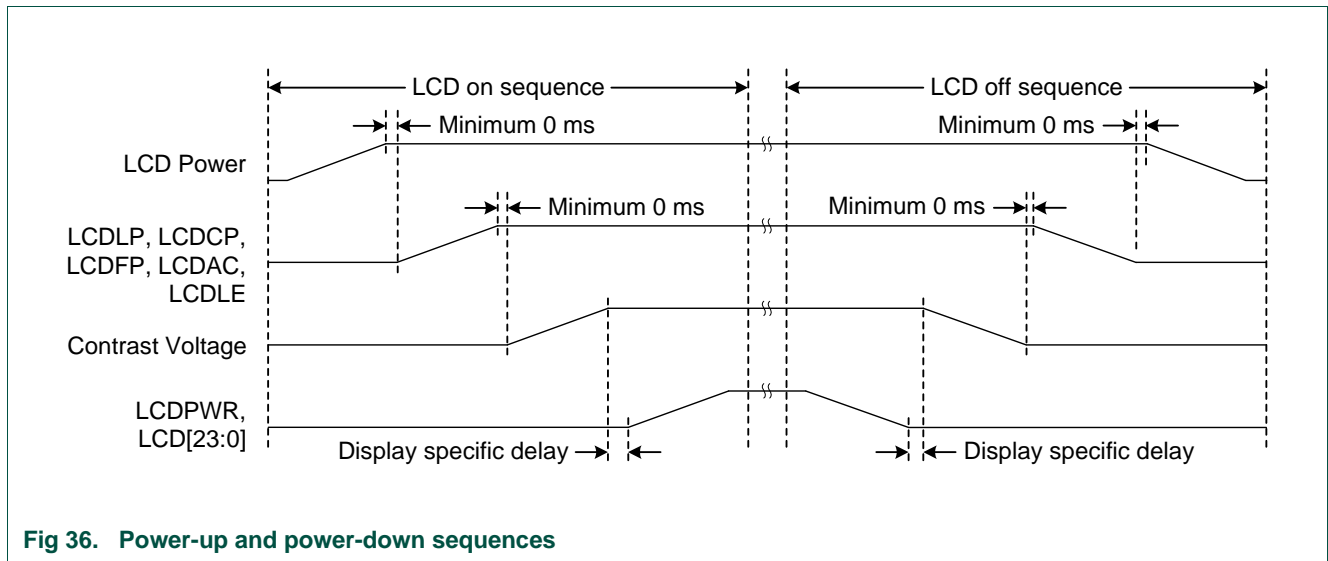 LCD on sequence
LCD off sequence
Minimum 0 ms
Minimum 0 ms
LCD Power
Minimum 0 ms
Minimum 0 ms
LCDLP, LCDCP,
LCDFP, LCDAC,
LCDLE
Contrast Voltage
LCDPWR,
LCD[23:0]
Display specific delay
Display specific delay
Fig 36. Power-up and power-down sequences